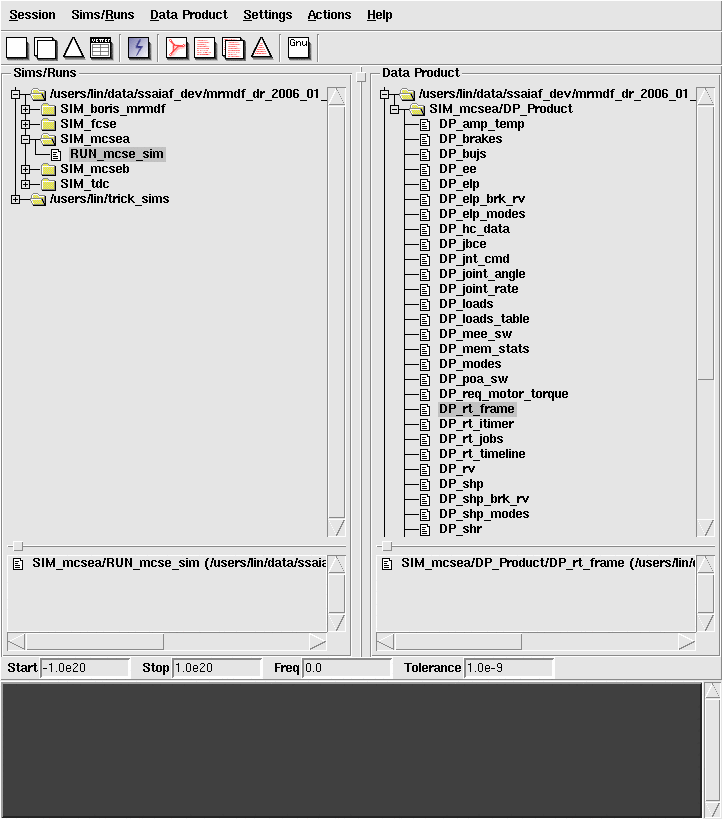 Session Sims/Runs Data Product Settings Actions Help
Gnu
Sims/Runs
/users/lin/data/ssaiaf_dev/mrmdf_dr_2006_01_
SIM_boris_mrmdf
SIM_fcse
SIM_mcsea
RUN_mcse_sim
SIM_mcseb
SIM_tdc
/users/lin/trick_sims
Data Product
/users/lin/data/ssaiaf_dev/mrmdf_dr_2006_01_
SIM_mcsea/DP_Product
DP_amp_temp
DP_brakes
DP_bujs
DP_ee
DP_elp
DP_elp_brk_rv
DP_elp_modes
DP_hc_data
DP_jbce
DP_jnt_cmd
DP_joint_angle
DP_joint_rate
DP_loads
DP_loads_table
DP_mee_sw
DP_mem_stats
DP_modes
DP_poa_sw
DP_req_motor_torque
DP_rt_frame
DP_rt_itimer
DP_rt_jobs
DP_rt_timeline
DP_rv
DP_shp
DP_shp_brk_rv
DP_shp_modes
DP_shr
SIM_mcsea/RUN_mcse_sim (/users/lin/data/ssaia
SIM_mcsea/DP_Product/DP_rt_frame (/users/lin/
Start -1.0e20 Stop 1.0e20 Freq 0.0 Tolerance 1.0e-9